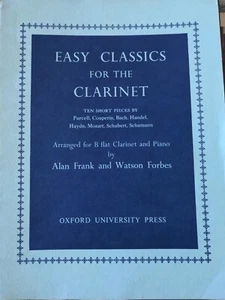 EASY CLASSICS
FOR THE
CLARINET
TEN SHORT PIECES BY
Purcell, Couperin, Bach, Handel,
Haydn, Mozart, Schubert, Schumann
Arranged for B flat Clarinet and Piano
by
Alan Frank and Watson Forbes
OXFORD UNIVERSITY PRESS